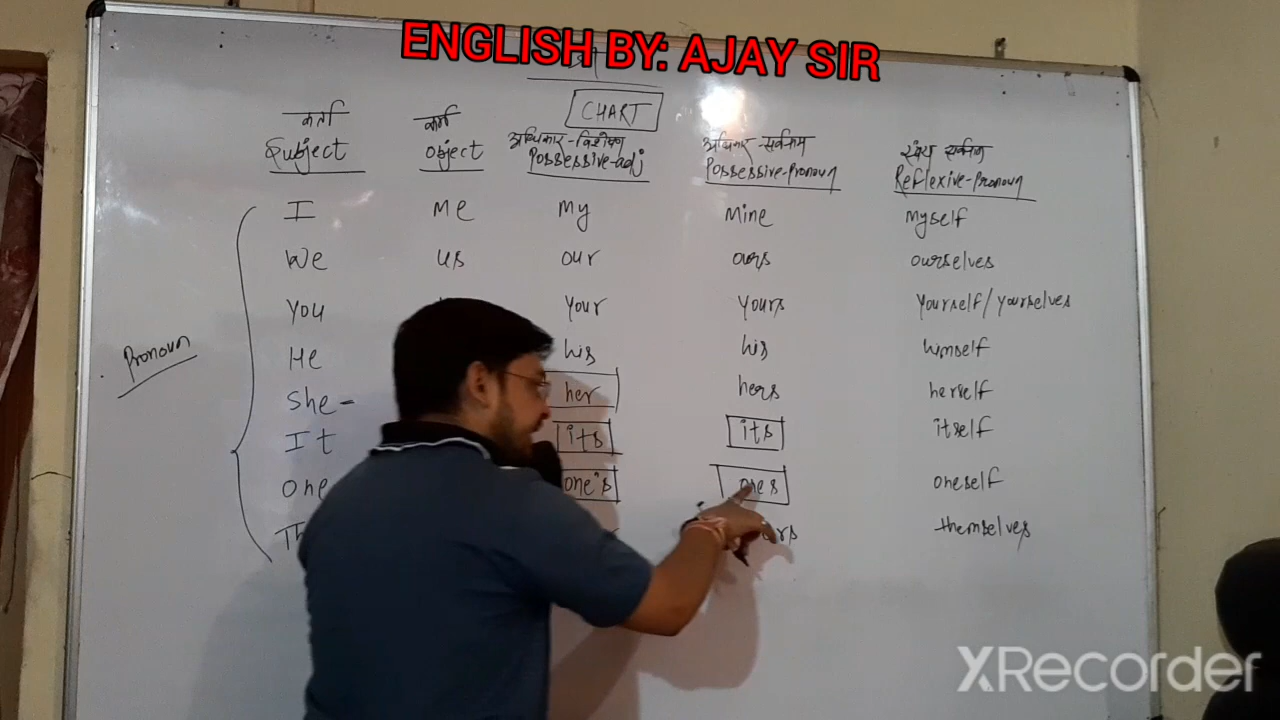 ENGLISH BY: AJAY SIR
CHART
कर्ता कर्म अधिकार-विशेषण अधिकार-सर्वनाम
Subject Object Possessive-adj Possessive-Pronoun Reflexive-Pronoun
I me my mine myself
we us our ours ourselves
you your yours yourself/yourselves
He his his himself
she- her hers herself
It its its itself
one one's ones oneself
themselves
Pronoun
XRecorder